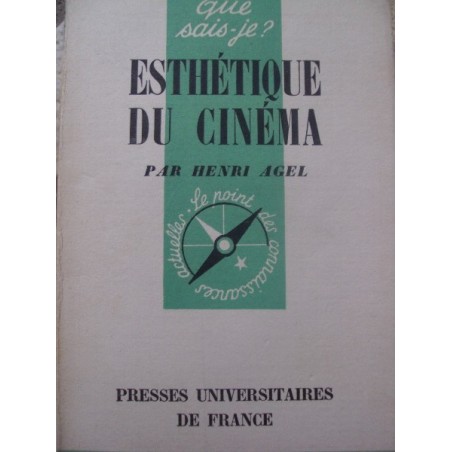 que
sais-je?
ESTHÉTIQUE
DU CINÉMA
PAR HENRI AGEL
Le point des connaissances actuelles
PRESSES UNIVERSITAIRES
DE FRANCE